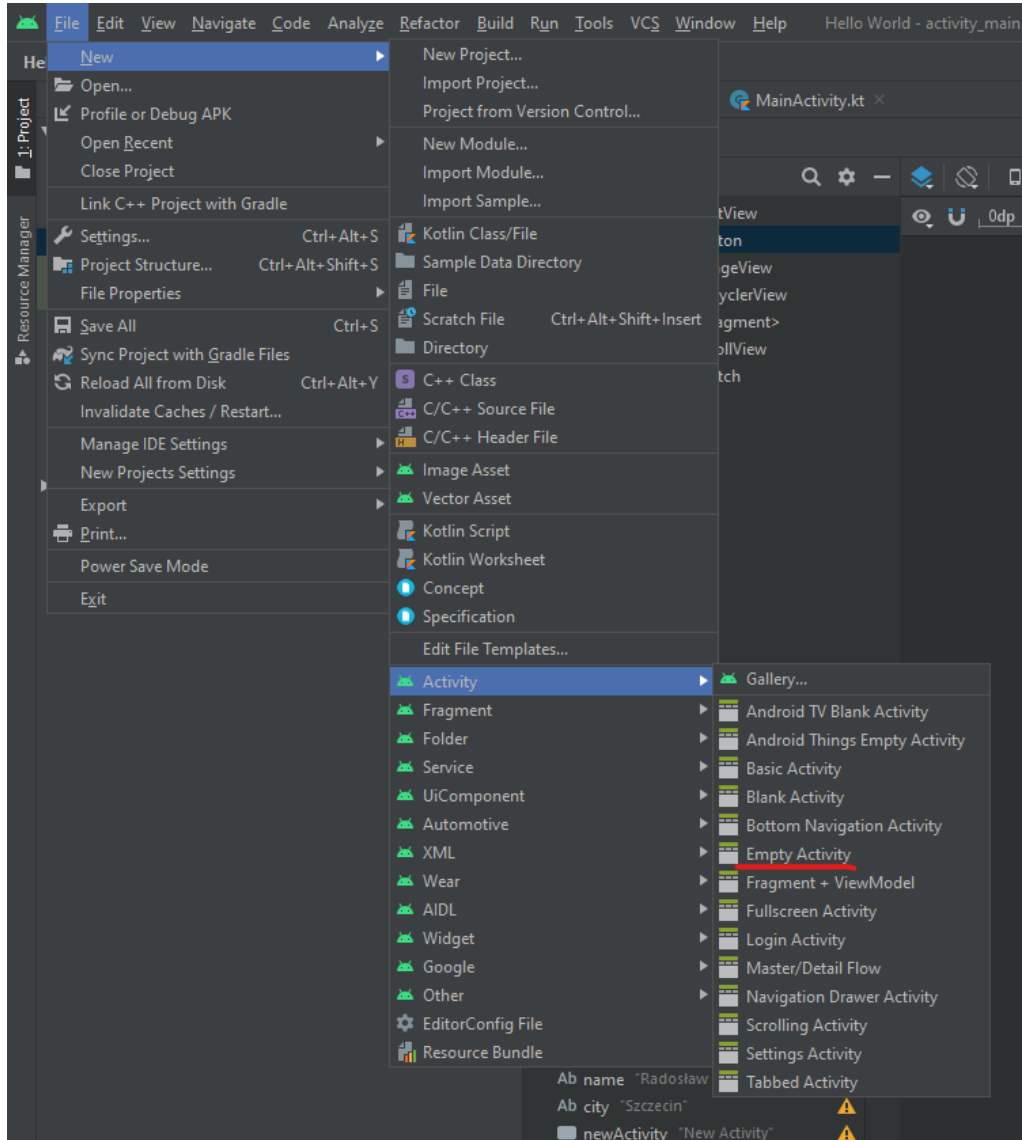 File Edit View Navigate Code Analyze Refactor Build Run Tools VCS Window Help Hello World - activity_main
He
New
Open...
Profile or Debug APK
Open Recent
Close Project
Link C++ Project with Gradle
Settings... Ctrl+Alt+S
Project Structure... Ctrl+Alt+Shift+S
File Properties
Save All Ctrl+S
Sync Project with Gradle Files
Reload All from Disk Ctrl+Alt+Y
Invalidate Caches / Restart...
Manage IDE Settings
New Projects Settings
Export
Print...
Power Save Mode
Exit
1: Project
Resource Manager
New Project...
Import Project...
Project from Version Control...
New Module...
Import Module...
Import Sample...
Kotlin Class/File
Sample Data Directory
File
Scratch File Ctrl+Alt+Shift+Insert
Directory
C++ Class
C/C++ Source File
C/C++ Header File
Image Asset
Vector Asset
Kotlin Script
Kotlin Worksheet
Concept
Specification
Edit File Templates...
Activity
Fragment
Folder
Service
UiComponent
Automotive
XML
Wear
AIDL
Widget
Google
Other
EditorConfig File
Resource Bundle
MainActivity.kt
0dp
tView
ton
geView
yclerView
agment>
ollView
tch
Gallery...
Android TV Blank Activity
Android Things Empty Activity
Basic Activity
Blank Activity
Bottom Navigation Activity
Empty Activity
Fragment + ViewModel
Fullscreen Activity
Login Activity
Master/Detail Flow
Navigation Drawer Activity
Scrolling Activity
Settings Activity
Tabbed Activity
Ab name "Radosław
Ab city "Szczecin"
newActivity "New Activity"